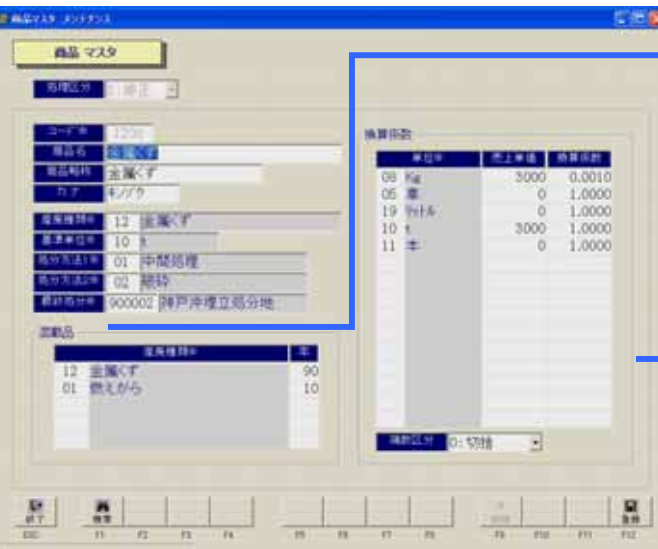 商品マスタ メンテナンス
商品 マスタ
処理区分 2:修正
コード※ 1200
商品名 金属くず
商品略称 金属くず
カナ キンゾク
産廃種類※ 12 金属くず
基準単位※ 10 t
処分方法1※ 01 中間処理
処分方法2※ 02 破砕
最終処分※ 900002 神戸沖埋立処分地
混載品
産廃種類※ 率
12 金属くず 90
01 燃えがら 10
換算係数
単位※ 売上単価 換算係数
08 Kg 3000 0.0010
05 車 0 1.0000
19 リットル 0 1.0000
10 t 3000 1.0000
11 本 0 1.0000
端数区分 0:切捨
終了 検索 登録
ESC F1 F2 F3 F4 F5 F6 F7 F8 F9 F10 F11 F12